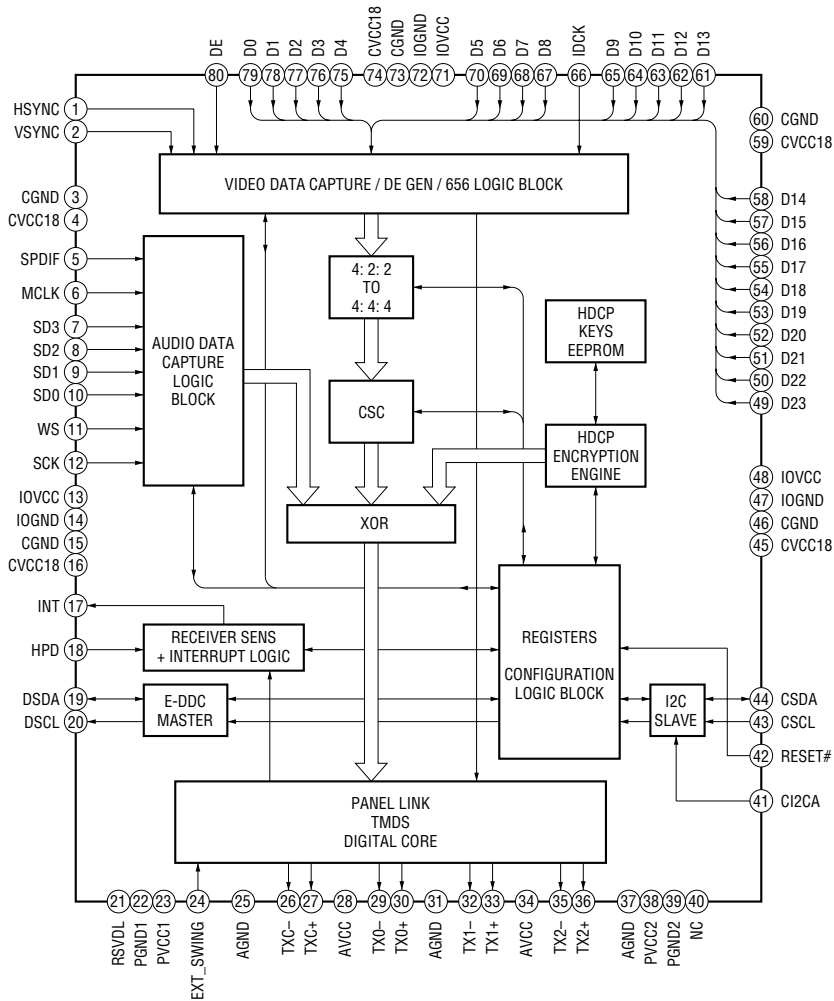 DE
D0
D1
D2
D3
D4
CVCC18
CGND
IOGND
IOVCC
D5
D6
D7
D8
IDCK
D9
D10
D11
D12
D13
80
79
78
77
76
75
74
73
72
71
70
69
68
67
66
65
64
63
62
61
HSYNC 1
VSYNC 2
CGND 3
CVCC18 4
SPDIF 5
MCLK 6
SD3 7
SD2 8
SD1 9
SD0 10
WS 11
SCK 12
IOVCC 13
IOGND 14
CGND 15
CVCC18 16
INT 17
HPD 18
DSDA 19
DSCL 20
VIDEO DATA CAPTURE / DE GEN / 656 LOGIC BLOCK
AUDIO DATA
CAPTURE
LOGIC
BLOCK
4: 2: 2
TO
4: 4: 4
CSC
XOR
HDCP
KEYS
EEPROM
HDCP
ENCRYPTION
ENGINE
REGISTERS
CONFIGURATION
LOGIC BLOCK
RECEIVER SENS
+ INTERRUPT LOGIC
E-DDC
MASTER
I2C
SLAVE
PANEL LINK
TMDS
DIGITAL CORE
60 CGND
59 CVCC18
58 D14
57 D15
56 D16
55 D17
54 D18
53 D19
52 D20
51 D21
50 D22
49 D23
48 IOVCC
47 IOGND
46 CGND
45 CVCC18
44 CSDA
43 CSCL
42 RESET#
41 CI2CA
21
22
23
24
25
26
27
28
29
30
31
32
33
34
35
36
37
38
39
40
RSVDL
PGND1
PVCC1
EXT_SWING
AGND
TXC–
TXC+
AVCC
TX0–
TX0+
AGND
TX1–
TX1+
AVCC
TX2–
TX2+
AGND
PVCC2
PGND2
NC